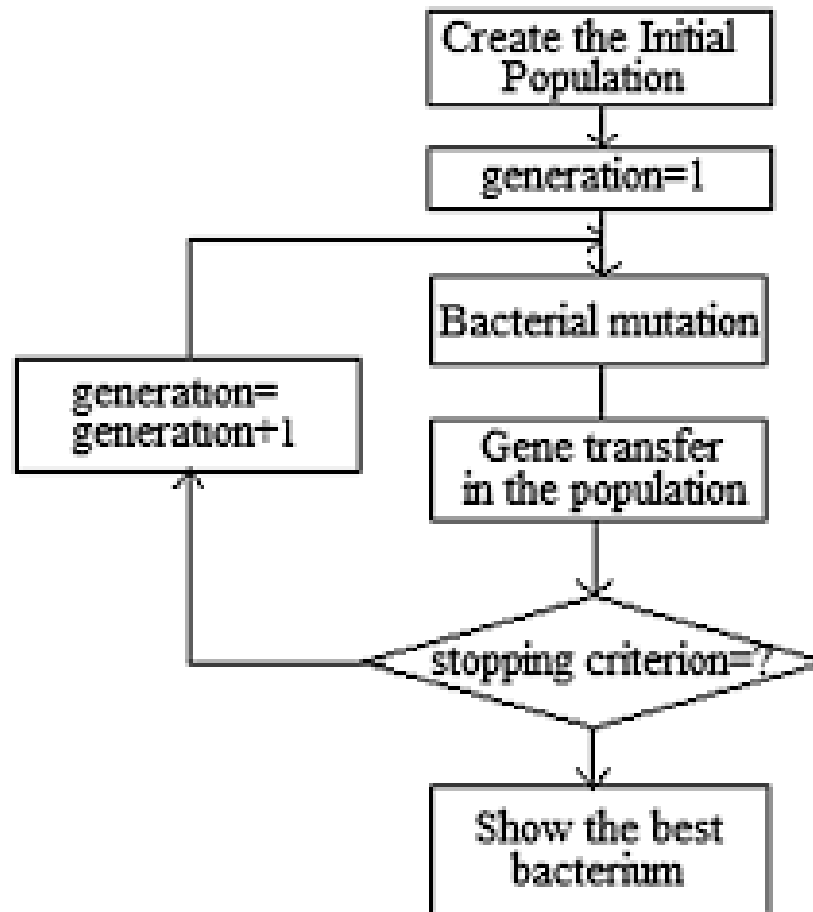 Create the Initial
Population
generation=1
Bacterial mutation
generation=
generation+1
Gene transfer
in the population
stopping criterion=?
Show the best
bacterium